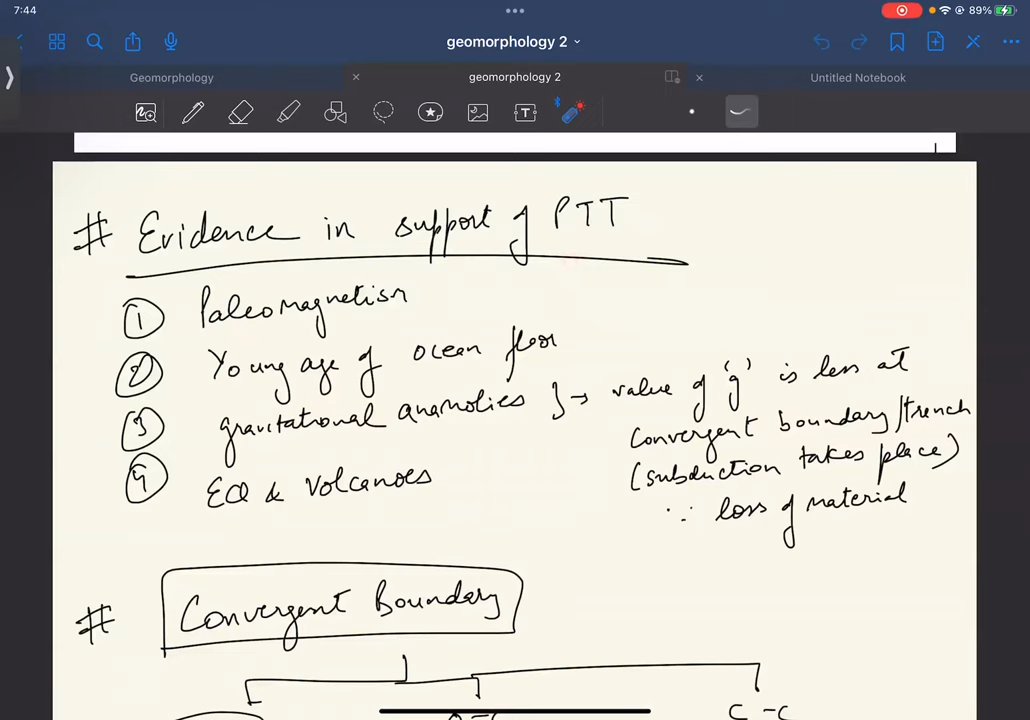 7:44
89%
geomorphology 2
Geomorphology
geomorphology 2
Untitled Notebook
# Evidence in support of PTT
① Paleomagnetism
② Young age of ocean floor
③ gravitational anamolies } → value of 'g' is less at
convergent boundary/trench
(subduction takes place)
∵ loss of material
④ EQ & Volcanoes
# Convergent Boundary
C-C